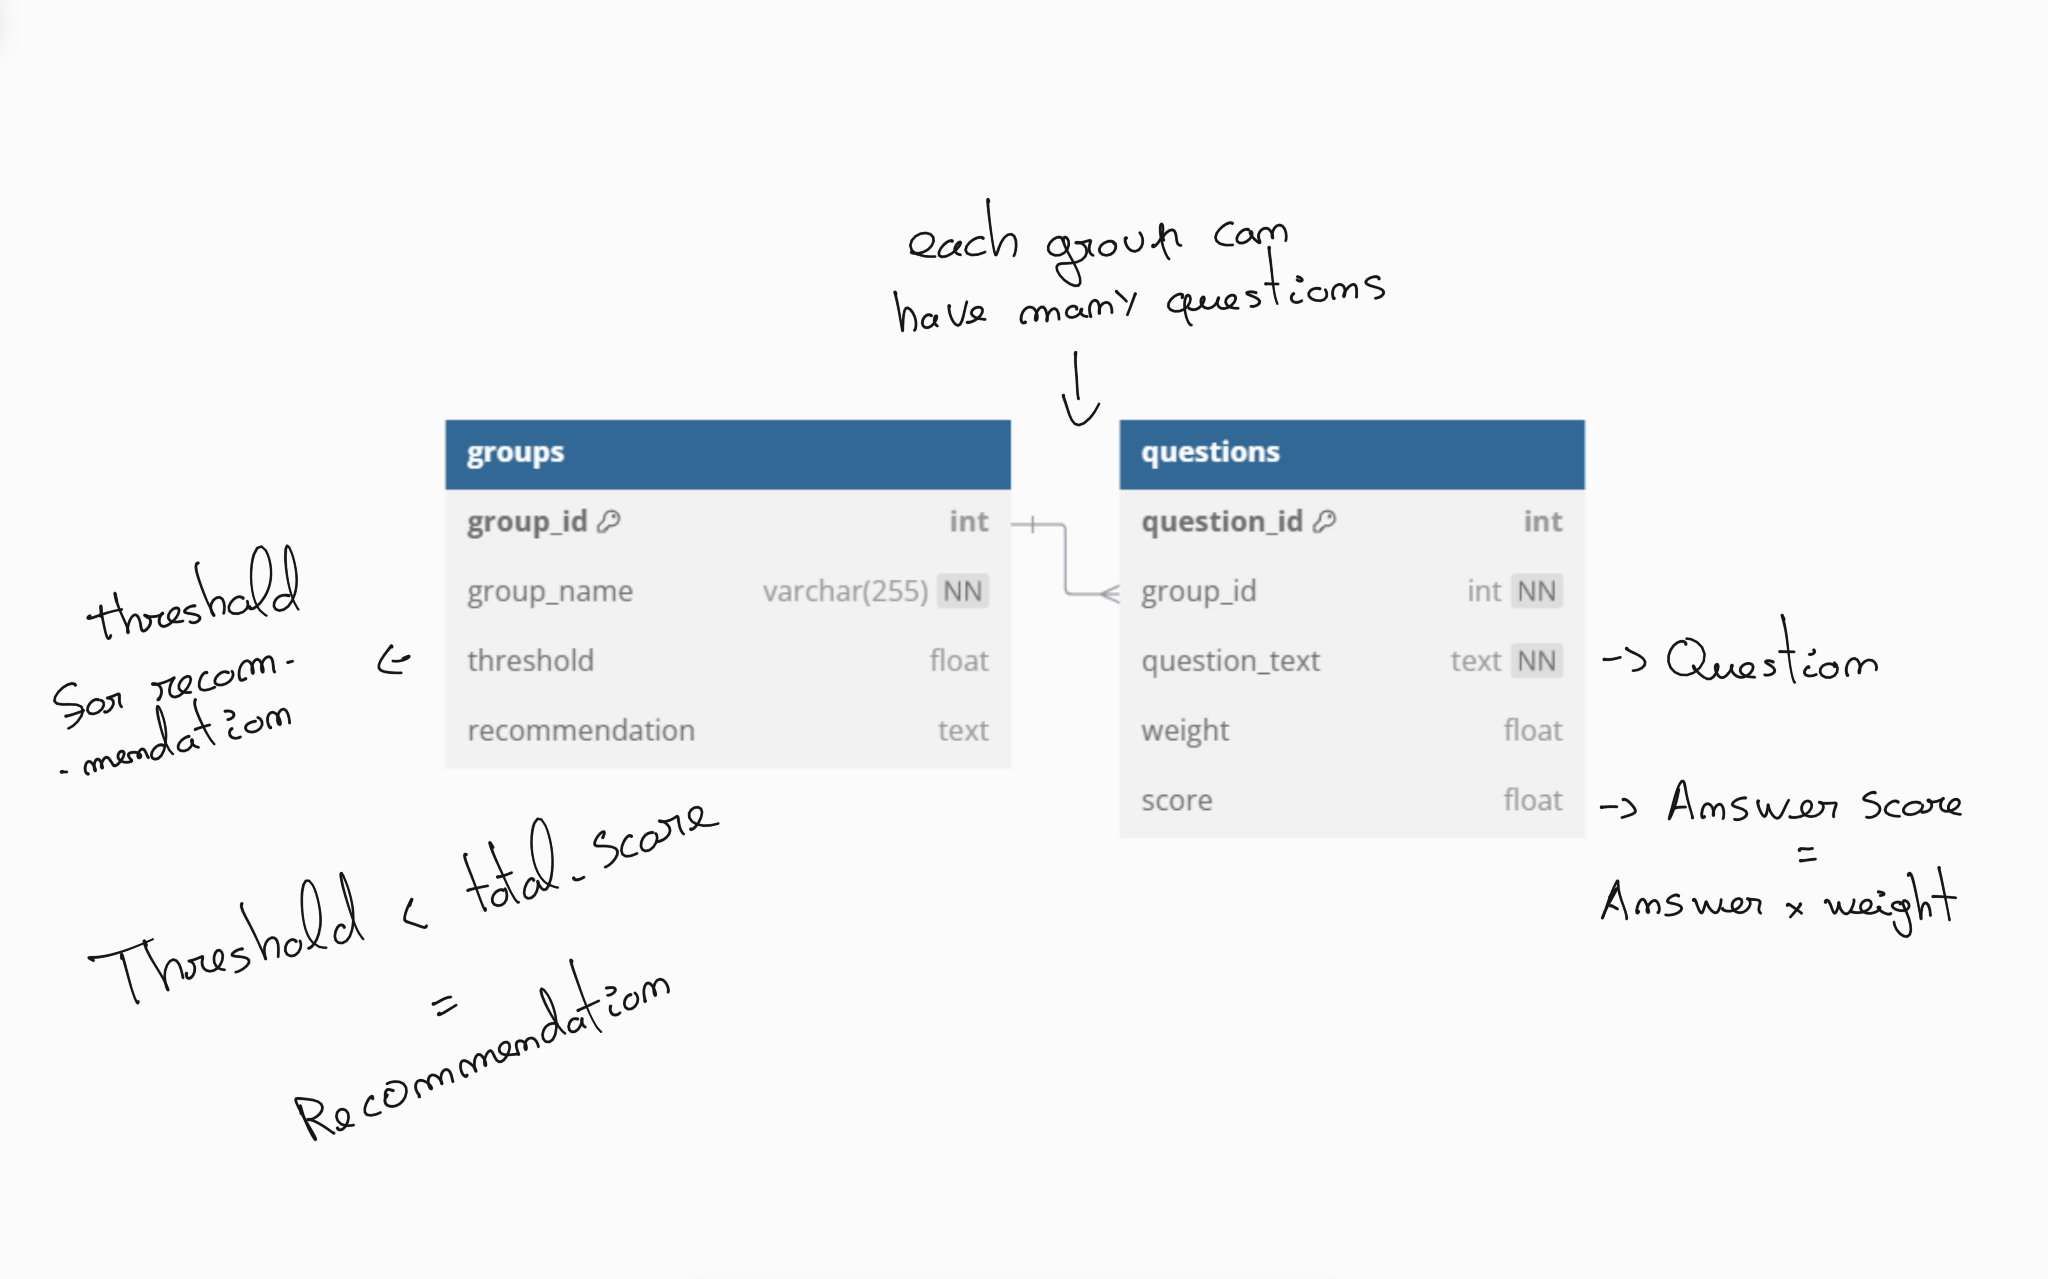 each group can
have many questions
groups
group_id int
group_name varchar(255) NN
threshold float
recommendation text
questions
question_id int
group_id int NN
question_text text NN
weight float
score float
threshold
for recom-
-mendation
-> Question
-> Answer score
=
Answer x weight
Threshold < total_score
=
Recommendation